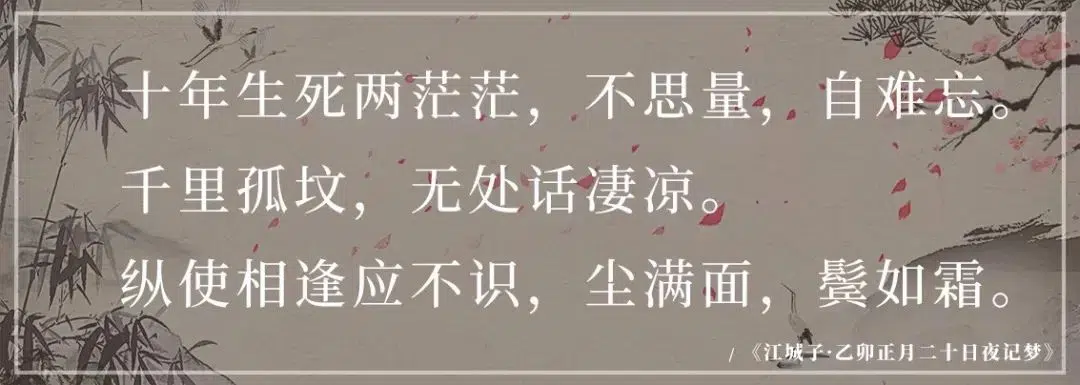 十年生死两茫茫，不思量，自难忘。
千里孤坟，无处话凄凉。
纵使相逢应不识，尘满面，鬓如霜。
/《江城子·乙卯正月二十日夜记梦》